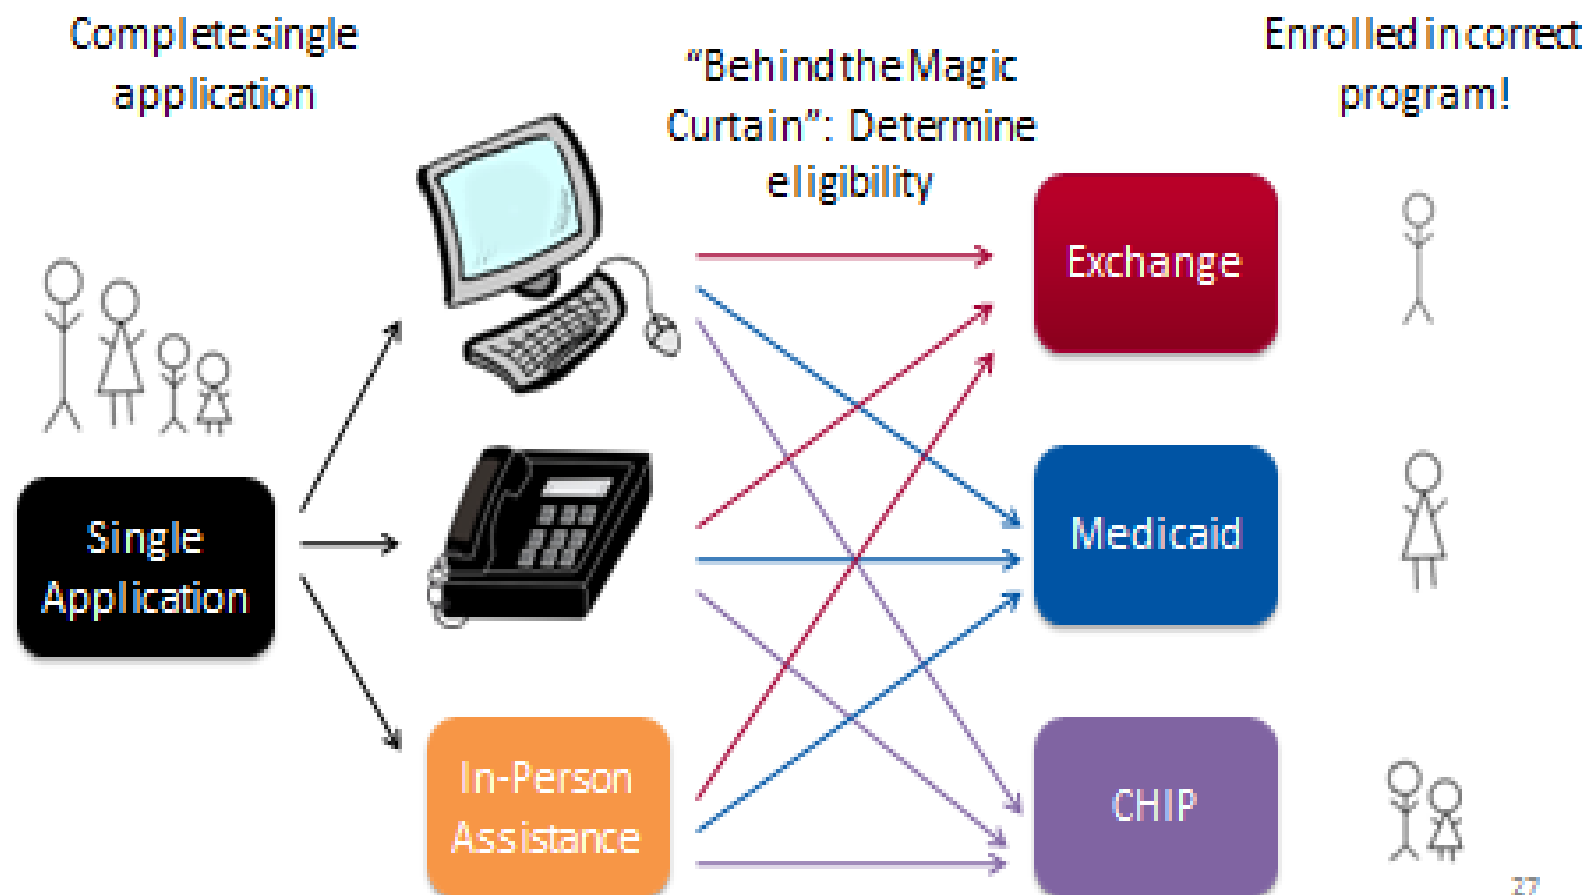 Complete single
application
"Behind the Magic
Curtain": Determine
eligibility
Enrolled in correct
program!
Single
Application
In-Person
Assistance
Exchange
Medicaid
CHIP
27